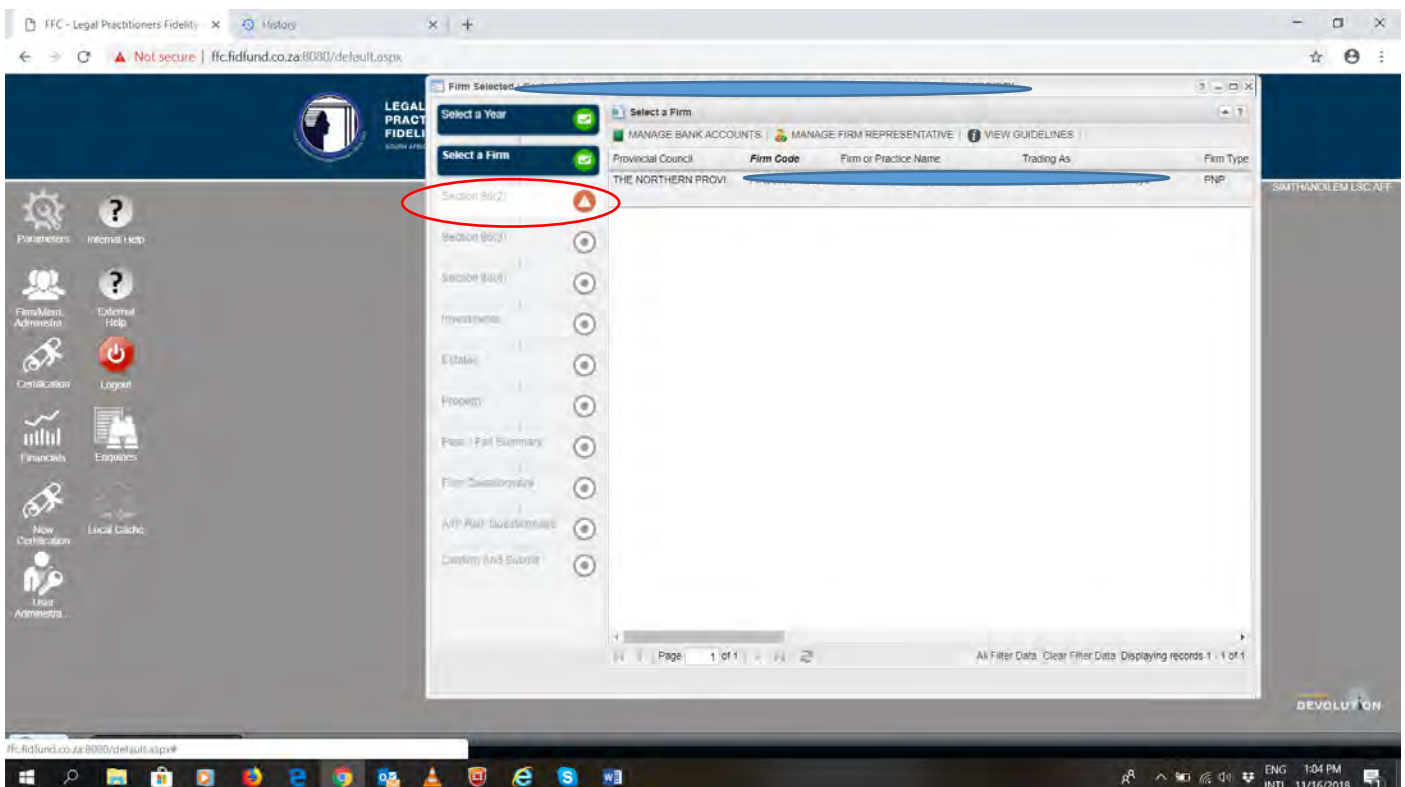 FFC - Legal Practitioners Fidelity
History
Not secure | ffc.fidfund.co.za:8080/default.aspx
Firm Selected
LEGAL
PRACT
FIDELI
Select a Year
Select a Firm
MANAGE BANK ACCOUNTS
MANAGE FIRM REPRESENTATIVE
VIEW GUIDELINES
Select a Firm
Provincial Council
Firm Code
Firm or Practice Name
Trading As
Firm Type
THE NORTHERN PROVI
PNP
Section 86(2)
Section 86(3)
Section 86(4)
Investments
Estates
Property
Pass / Fail Summary
Firm Questionnaire
Confirm And Submit
Parameters
Internal Help
Firm/Mem. Administra
External Help
Certification
Logout
Financials
Enquiries
New Certification
Local Cache
User Administra...
Page 1 of 1
All Filter Data Clear Filter Data Displaying records 1 - 1 of 1
DEVOLUTION
ffc.fidfund.co.za:8080/default.aspx#
ENG
INTL
1:04 PM
11/16/2018